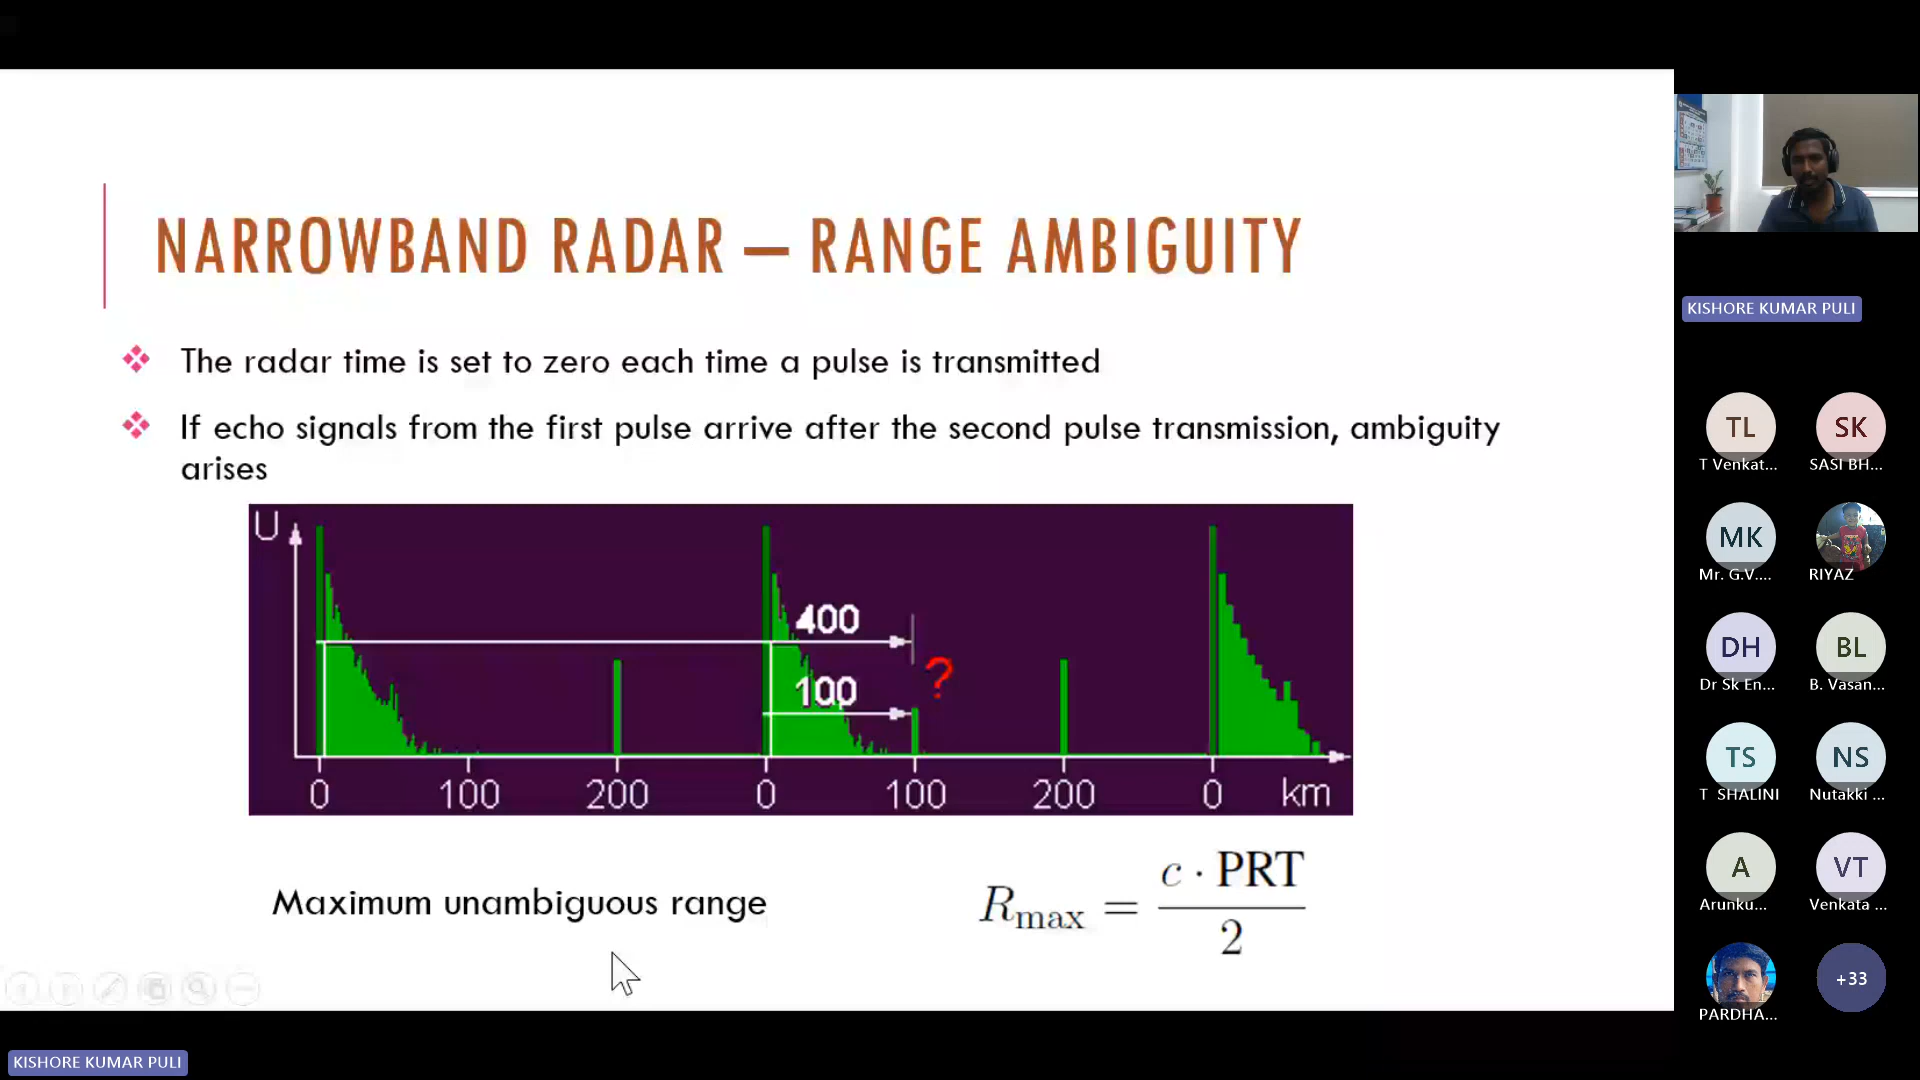 NARROWBAND RADAR – RANGE AMBIGUITY
The radar time is set to zero each time a pulse is transmitted
If echo signals from the first pulse arrive after the second pulse transmission, ambiguity
arises
U
400
?
100
0 100 200 0 100 200 0 km
Maximum unambiguous range
R_max = c · PRT / 2
KISHORE KUMAR PULI
KISHORE KUMAR PULI
TL SK
T Venkat... SASI BH...
MK
Mr. G.V.... RIYAZ
DH BL
Dr Sk En... B. Vasan...
TS NS
T SHALINI Nutakki ...
A VT
Arunku... Venkata ...
+33
PARDHA...